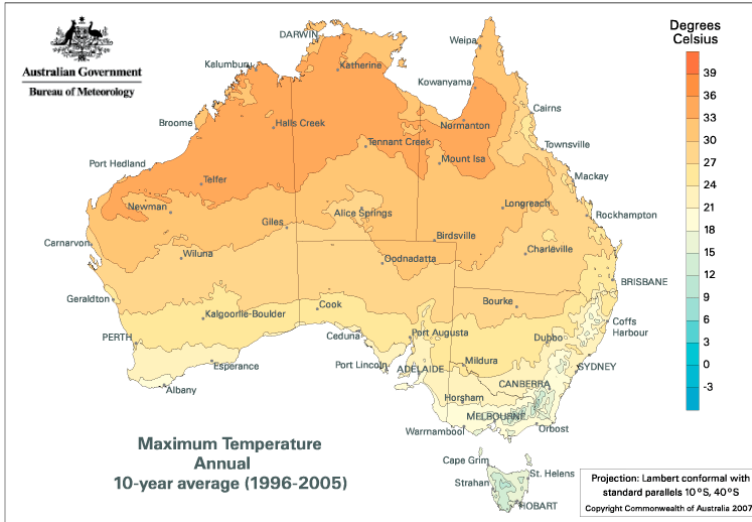 Australian Government
Bureau of Meteorology
Degrees
Celsius
39
36
33
30
27
24
21
18
15
12
9
6
3
0
-3
DARWIN
Weipa
Kalumburu
Katherine
Kowanyama
Cairns
Broome
Halls Creek
Normanton
Tennant Creek
Townsville
Port Hedland
Mount Isa
Telfer
Mackay
Newman
Alice Springs
Longreach
Rockhampton
Giles
Carnarvon
Birdsville
Wiluna
Oodnadatta
Charleville
BRISBANE
Geraldton
Cook
Bourke
Kalgoorlie-Boulder
Coffs
Harbour
PERTH
Ceduna
Port Augusta
Dubbo
Esperance
Port Lincoln
ADELAIDE
Mildura
SYDNEY
Albany
CANBERRA
Horsham
MELBOURNE
Warrnambool
Orbost
Maximum Temperature
Annual
10-year average (1996-2005)
Cape Grim
St. Helens
Strahan
HOBART
Projection: Lambert conformal with
standard parallels 10°S, 40°S
Copyright Commonwealth of Australia 2007